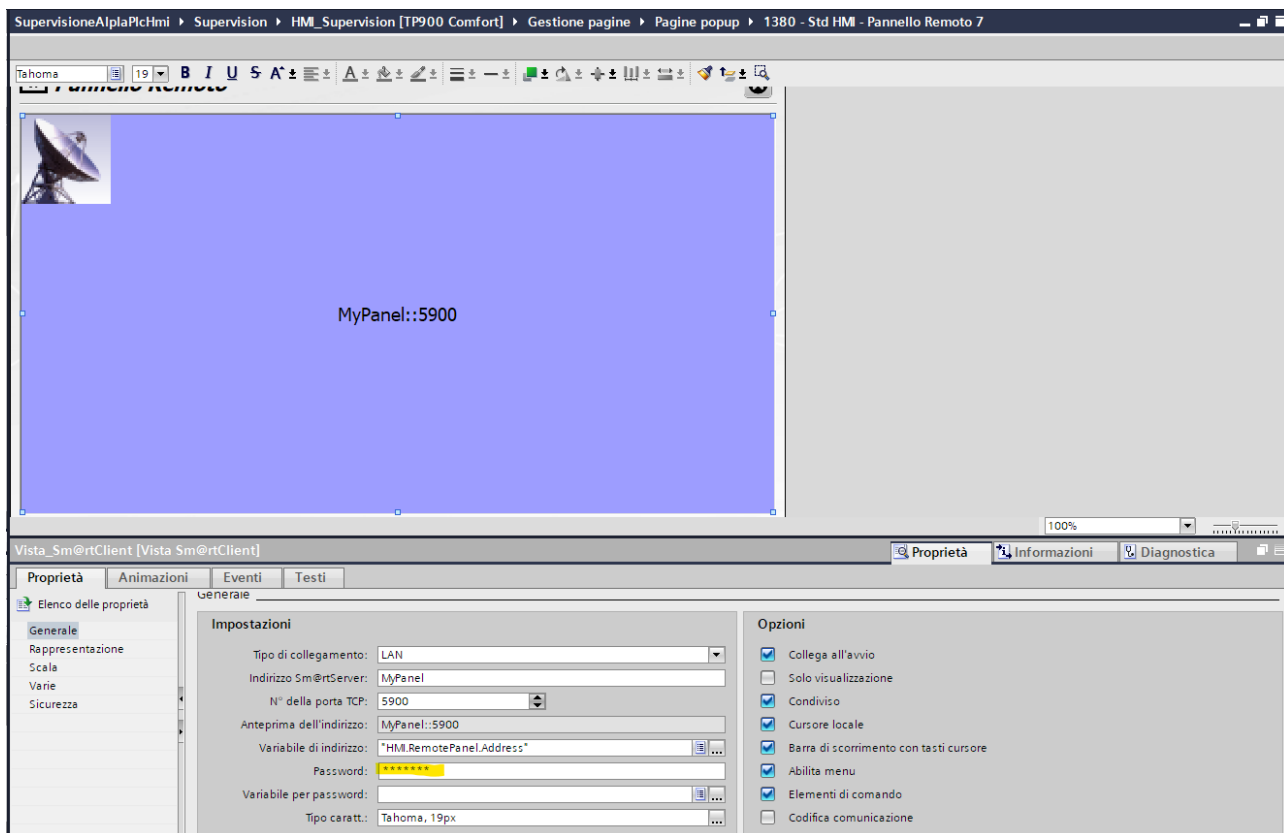 SupervisioneAlplaPlcHmi ▸ Supervision ▸ HMI_Supervision [TP900 Comfort] ▸ Gestione pagine ▸ Pagine popup ▸ 1380 - Std HMI - Pannello Remoto 7
Tahoma 19 B I U S A
Pannello Remoto
MyPanel::5900
100%
Vista_Sm@rtClient [Vista Sm@rtClient] Proprietà Informazioni Diagnostica
Proprietà Animazioni Eventi Testi
Elenco delle proprietà Generale
Generale Impostazioni Opzioni
Rappresentazione Tipo di collegamento: LAN Collega all'avvio
Scala Indirizzo Sm@rtServer: MyPanel Solo visualizzazione
Varie N° della porta TCP: 5900 Condiviso
Sicurezza Anteprima dell'indirizzo: MyPanel::5900 Cursore locale
Variabile di indirizzo: "HMI.RemotePanel.Address" ... Barra di scorrimento con tasti cursore
Password: ******* Abilita menu
Variabile per password: ... Elementi di comando
Tipo caratt.: Tahoma, 19px ... Codifica comunicazione